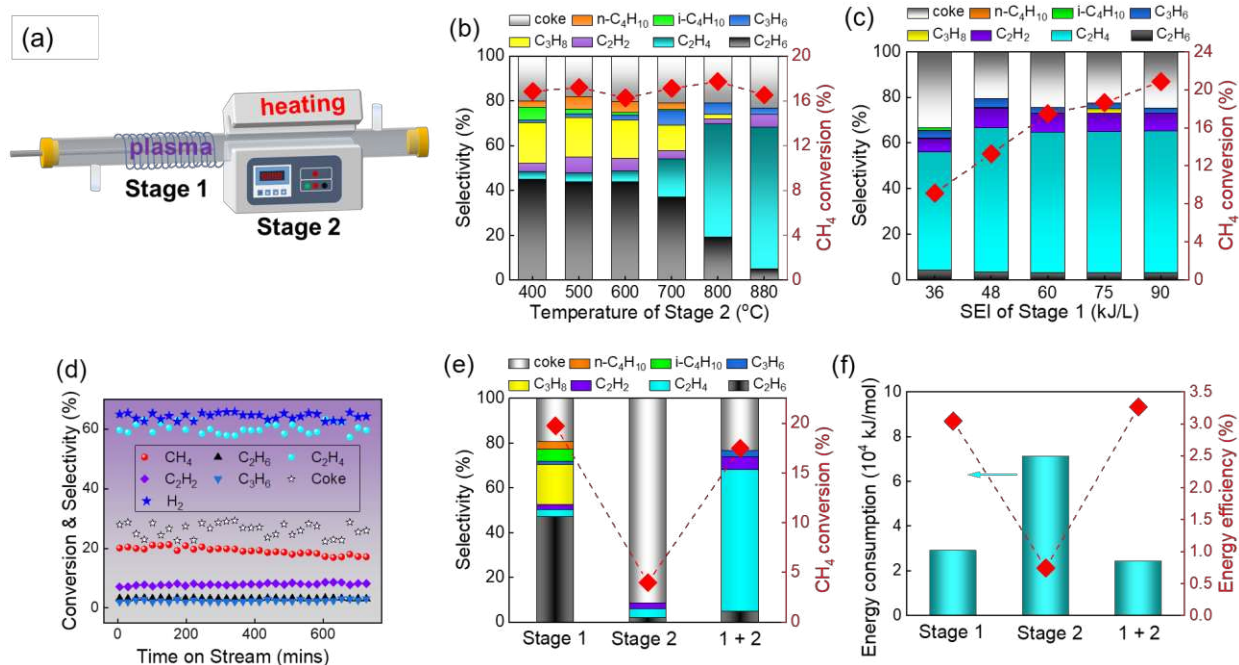 (a)
heating
plasma
Stage 1
Stage 2
(b)
coke n-C₄H₁₀ i-C₄H₁₀ C₃H₆
C₃H₈ C₂H₂ C₂H₄ C₂H₆
100
80
60
40
20
0
Selectivity (%)
20
16
12
8
4
0
CH₄ conversion (%)
400 500 600 700 800 880
Temperature of Stage 2 (°C)
(c)
coke n-C₄H₁₀ i-C₄H₁₀ C₃H₆
C₃H₈ C₂H₂ C₂H₄ C₂H₆
100
80
60
40
20
0
Selectivity (%)
24
20
16
12
8
4
0
CH₄ conversion (%)
36 48 60 75 90
SEI of Stage 1 (kJ/L)
(d)
60
40
20
0
Conversion & Selectivity (%)
CH₄ C₂H₆ C₂H₄
C₂H₂ C₃H₆ Coke
H₂
0 200 400 600
Time on Stream (mins)
(e)
coke n-C₄H₁₀ i-C₄H₁₀ C₃H₆
C₃H₈ C₂H₂ C₂H₄ C₂H₆
100
80
60
40
20
0
Selectivity (%)
20
15
10
5
0
CH₄ conversion (%)
Stage 1 Stage 2 1 + 2
(f)
10
8
6
4
2
0
Energy consumption (10⁴ kJ/mol)
3.5
3.0
2.5
2.0
1.5
1.0
0.5
0.0
Energy efficiency (%)
Stage 1 Stage 2 1 + 2